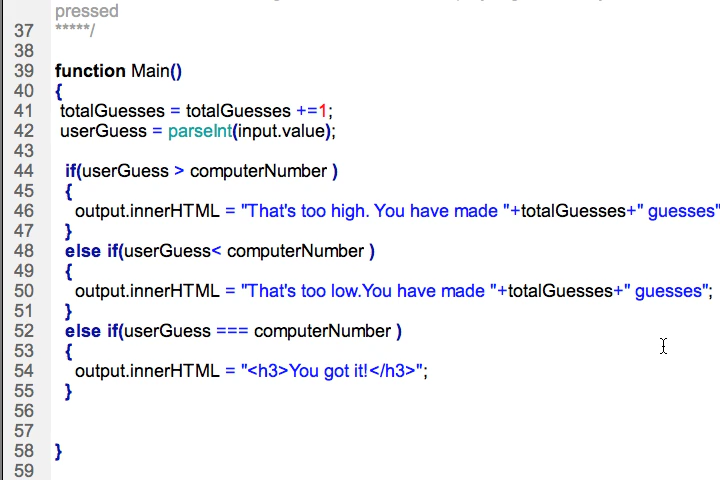 pressed
37 *****/
38
39 function Main()
40 {
41 totalGuesses = totalGuesses +=1;
42 userGuess = parseInt(input.value);
43
44 if(userGuess > computerNumber )
45 {
46 output.innerHTML = "That's too high. You have made "+totalGuesses+" guesses"
47 }
48 else if(userGuess< computerNumber )
49 {
50 output.innerHTML = "That's too low.You have made "+totalGuesses+" guesses";
51 }
52 else if(userGuess === computerNumber )
53 {
54 output.innerHTML = "<h3>You got it!</h3>";
55 }
56
57
58 }
59